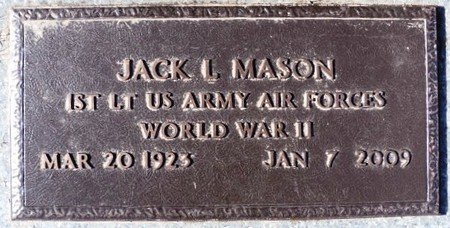 JACK L MASON
1ST LT US ARMY AIR FORCES
WORLD WAR II
MAR 20 1923 JAN 7 2009